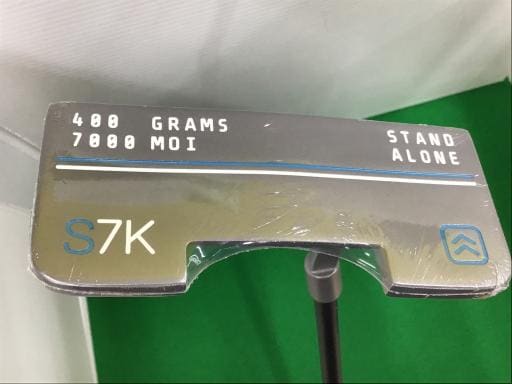 400 GRAMS
7000 MOI
STAND
ALONE
S7K